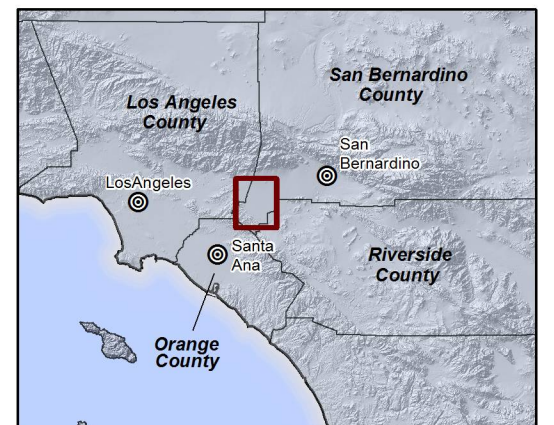 San Bernardino
County
Los Angeles
County
San
Bernardino
LosAngeles
Santa
Ana
Riverside
County
Orange
County